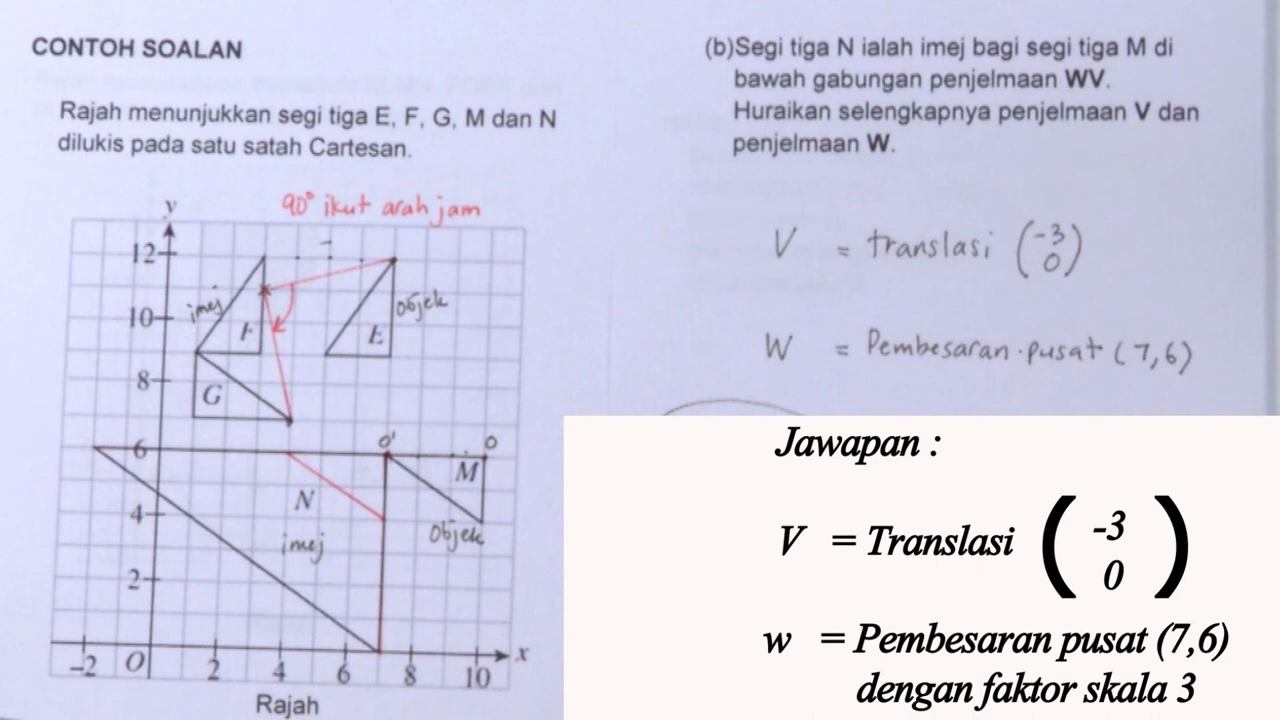 CONTOH SOALAN
Rajah menunjukkan segi tiga E, F, G, M dan N
dilukis pada satu satah Cartesan.
90° ikut arah jam
y
12
10
8
6
4
2
imej
F
E
objek
G
O'
O
M
N
imej
objek
-2
O
2
4
6
8
10
x
Rajah
(b)Segi tiga N ialah imej bagi segi tiga M di
bawah gabungan penjelmaan WV.
Huraikan selengkapnya penjelmaan V dan
penjelmaan W.
V = translasi (-3
0)
W = Pembesaran. pusat (7,6)
Jawapan :
V = Translasi (-3
0)
w = Pembesaran pusat (7,6)
dengan faktor skala 3